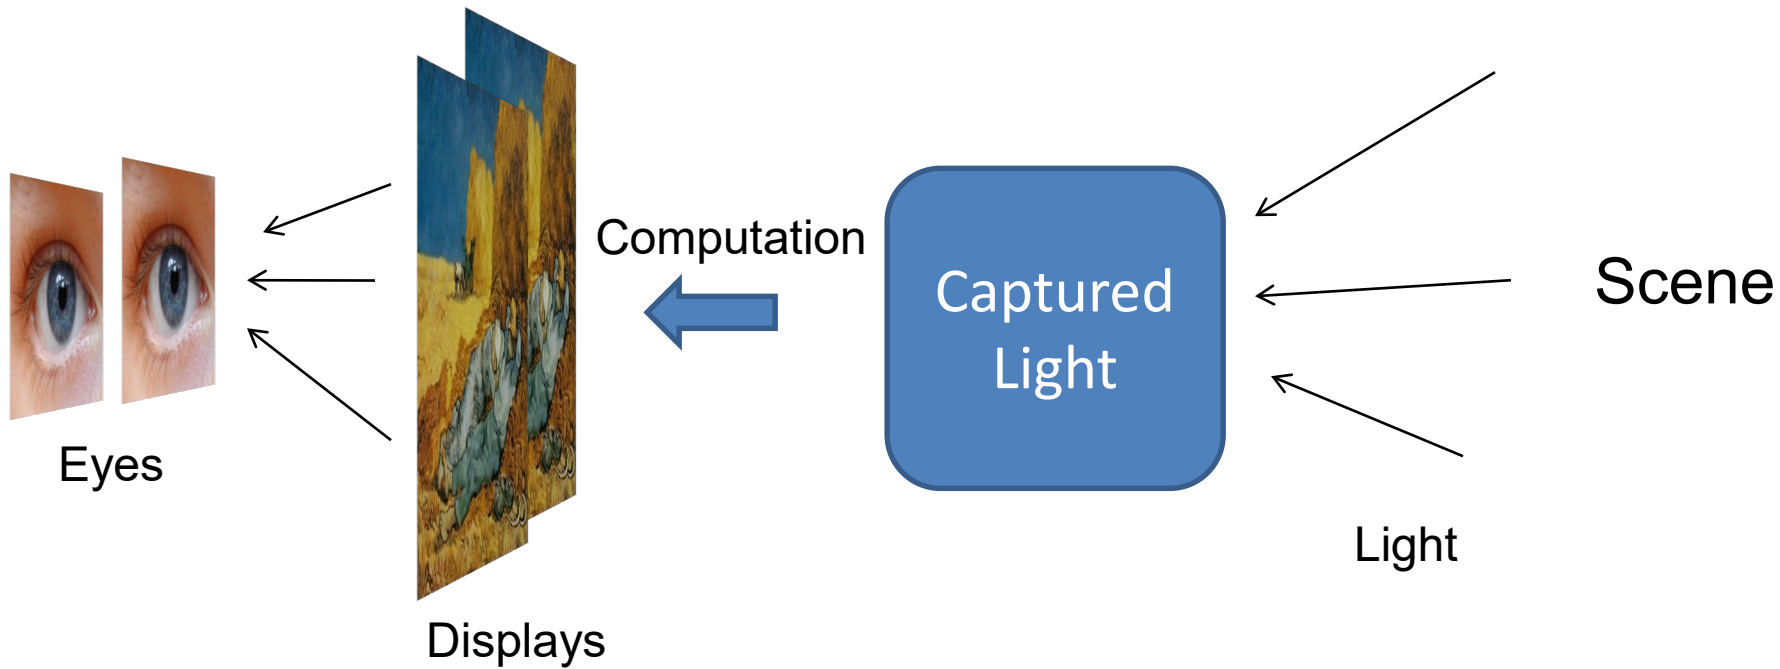 Computation
Captured
Light
Scene
Eyes
Light
Displays